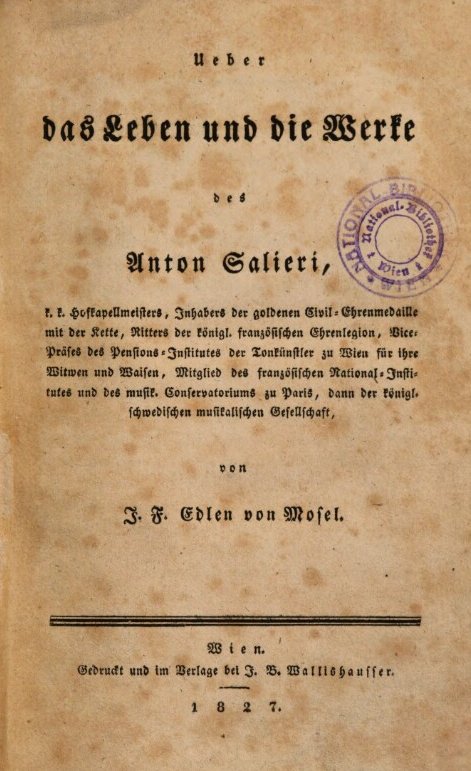 Ueber
das Leben und die Werke
des
Anton Salieri,
k. k. Hofkapellmeisters, Inhabers der goldenen Civil-Ehrenmedaille
mit der Kette, Ritters der königl. französischen Ehrenlegion, Vice-
Präses des Pensions-Institutes der Tonkünstler zu Wien für ihre
Witwen und Waisen, Mitglied des französischen National-Insti-
tutes und des musik. Conservatoriums zu Paris, dann der königl.
schwedischen musikalischen Gesellschaft,
von
J. F. Edlen von Mosel.
Wien.
Gedruckt und im Verlage bei J. B. Wallishausser.
1827.
National-Bibliothek
Wien
NATIONAL